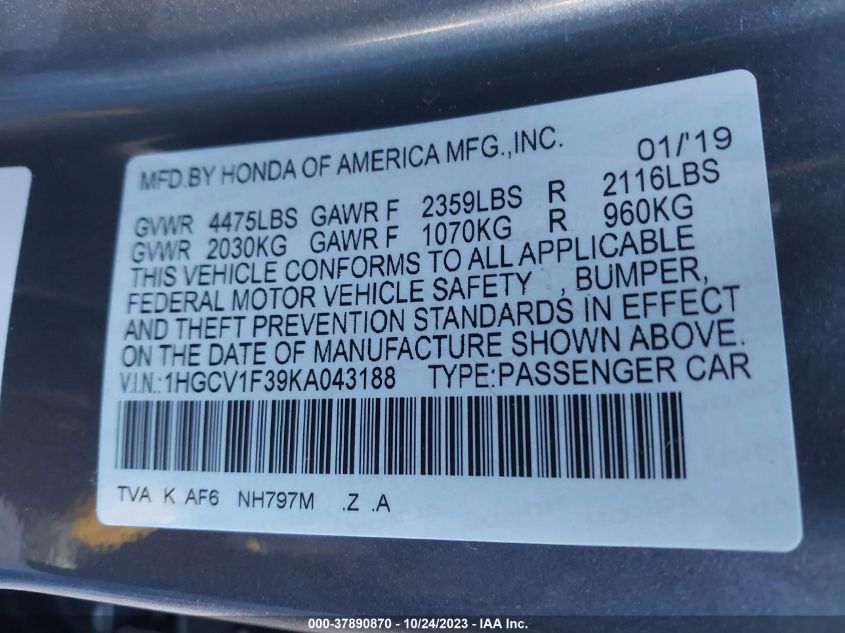 MFD.BY HONDA OF AMERICA MFG.,INC. 01/'19
GVWR 4475LBS GAWR F 2359LBS R 2116LBS
GVWR 2030KG GAWR F 1070KG R 960KG
THIS VEHICLE CONFORMS TO ALL APPLICABLE
FEDERAL MOTOR VEHICLE SAFETY , BUMPER,
AND THEFT PREVENTION STANDARDS IN EFFECT
ON THE DATE OF MANUFACTURE SHOWN ABOVE.
V.I.N.:1HGCV1F39KA043188 TYPE:PASSENGER CAR
TVA K AF6 NH797M .Z .A
000-37890870 - 10/24/2023 - IAA Inc.